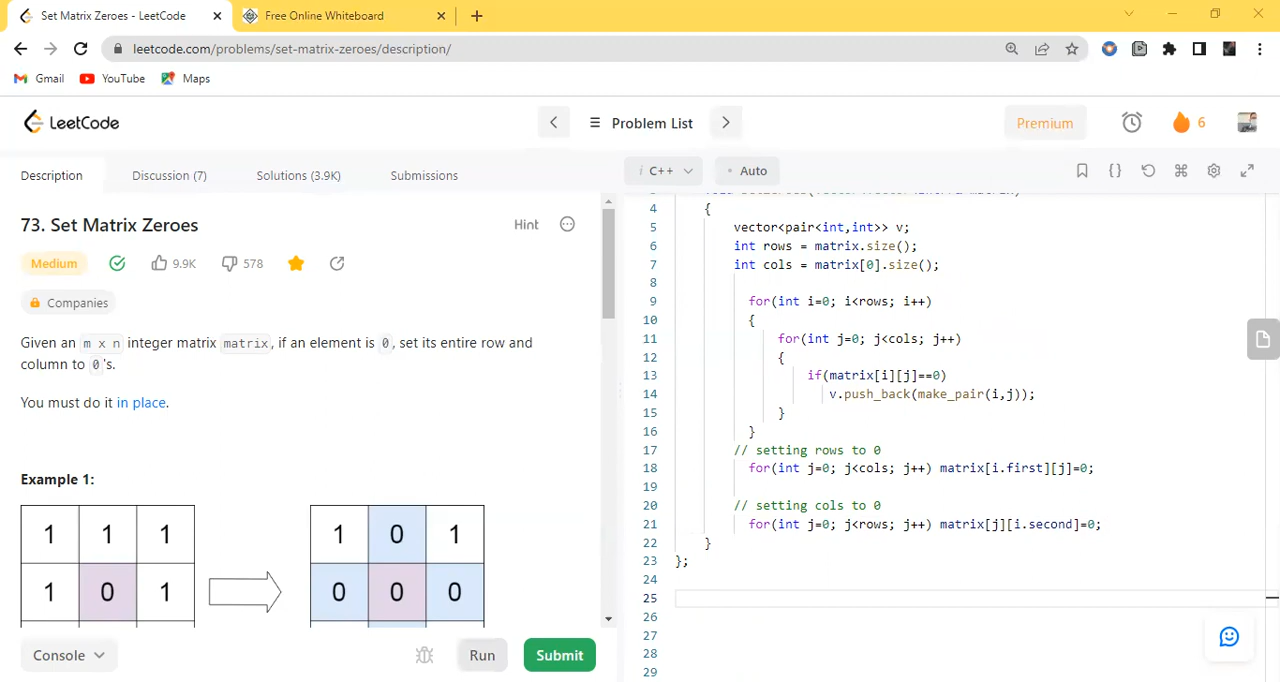 Set Matrix Zeroes - LeetCode
Free Online Whiteboard
leetcode.com/problems/set-matrix-zeroes/description/
Gmail
YouTube
Maps
LeetCode
Problem List
Premium
6
Description
Discussion (7)
Solutions (3.9K)
Submissions
i C++
Auto
73. Set Matrix Zeroes
Hint
Medium
9.9K
578
Companies
Given an m x n integer matrix matrix, if an element is 0, set its entire row and
column to 0's.
You must do it in place.
Example 1:
1 1 1
1 0 1
1 0 1
0 0 0
Console
Run
Submit
4 {
5 vector<pair<int,int>> v;
6 int rows = matrix.size();
7 int cols = matrix[0].size();
8
9 for(int i=0; i<rows; i++)
10 {
11 for(int j=0; j<cols; j++)
12 {
13 if(matrix[i][j]==0)
14 v.push_back(make_pair(i,j));
15 }
16 }
17 // setting rows to 0
18 for(int j=0; j<cols; j++) matrix[i.first][j]=0;
19
20 // setting cols to 0
21 for(int j=0; j<rows; j++) matrix[j][i.second]=0;
22 }
23 };
24
25
26
27
28
29